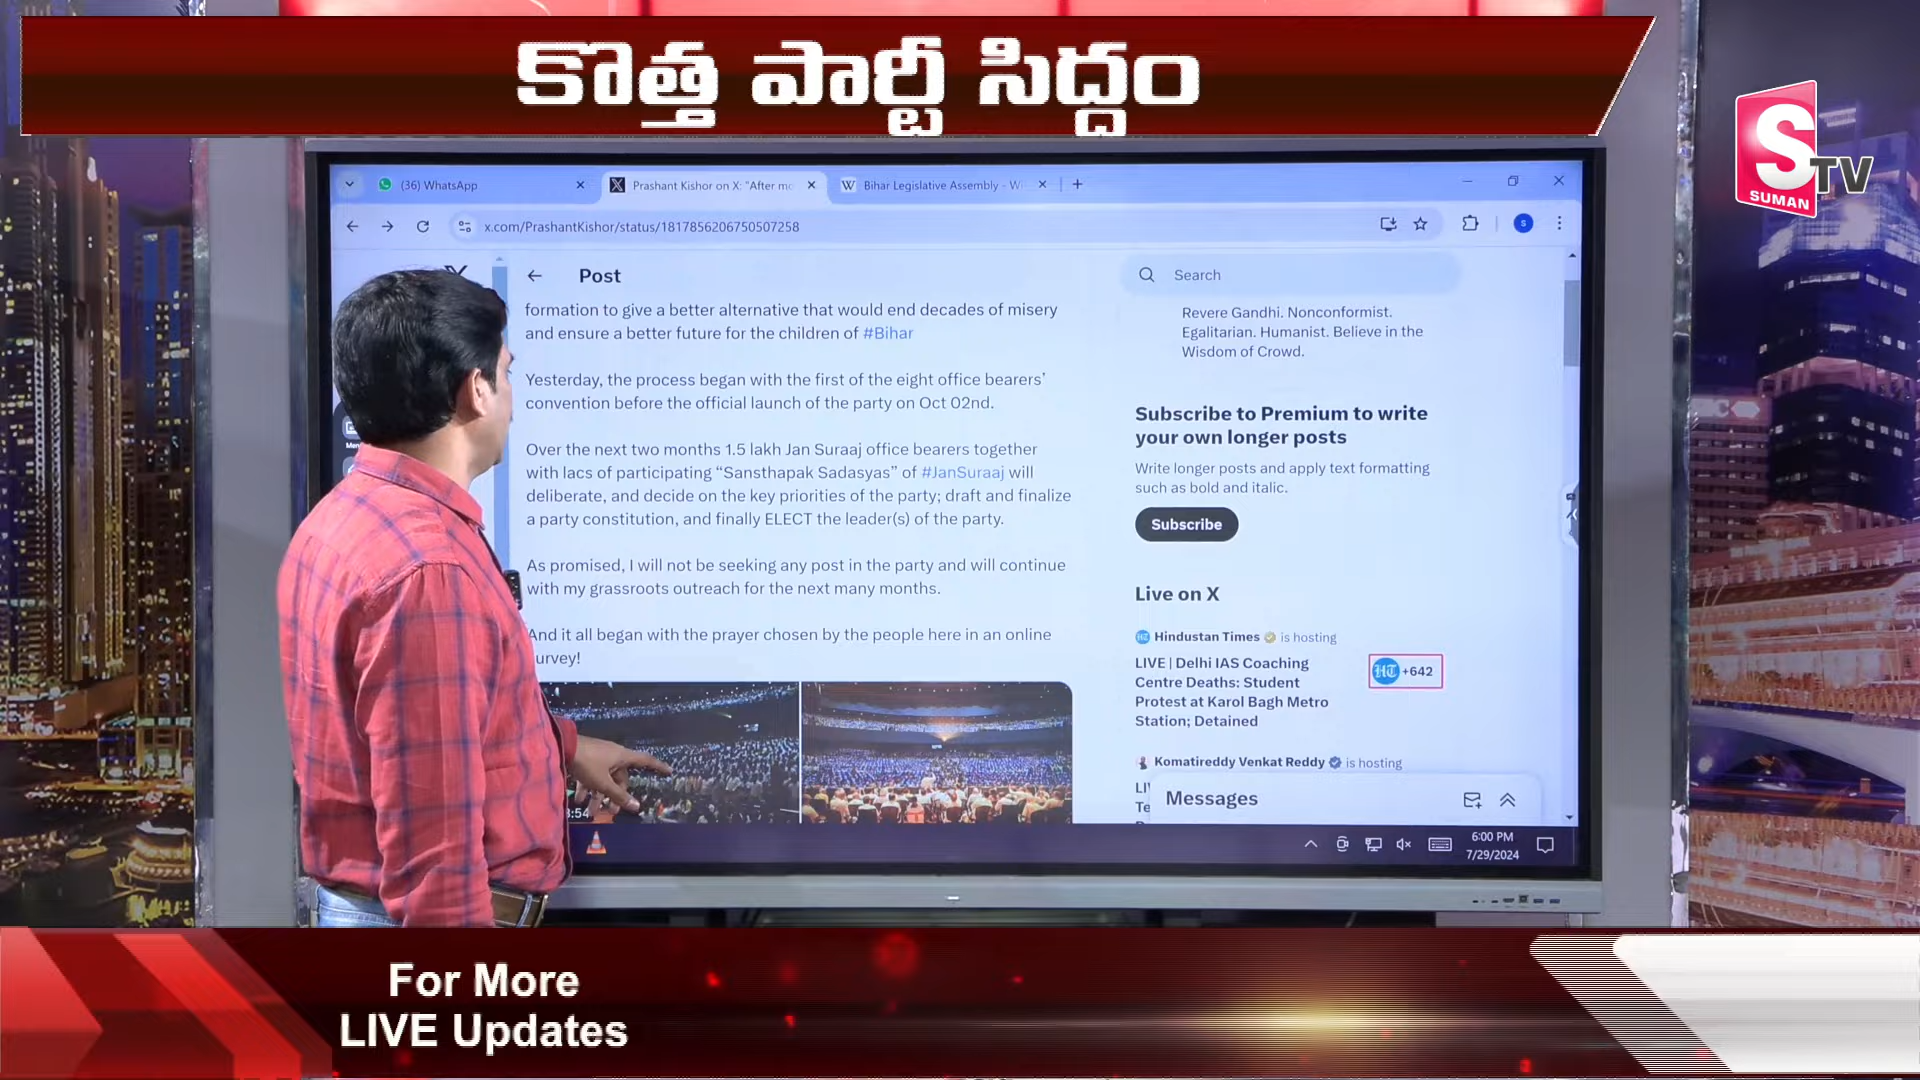 కొత్త పార్టీ సిద్ధం
S TV
SUMAN
(36) WhatsApp
Prashant Kishor on X: "After mo
Bihar Legislative Assembly - W
x.com/PrashantKishor/status/1817856206750507258
S
Post
Search
formation to give a better alternative that would end decades of misery
and ensure a better future for the children of #Bihar
Yesterday, the process began with the first of the eight office bearers'
convention before the official launch of the party on Oct 02nd.
Over the next two months 1.5 lakh Jan Suraaj office bearers together
with lacs of participating “Sansthapak Sadasyas” of #JanSuraaj will
deliberate, and decide on the key priorities of the party; draft and finalize
a party constitution, and finally ELECT the leader(s) of the party.
As promised, I will not be seeking any post in the party and will continue
with my grassroots outreach for the next many months.
And it all began with the prayer chosen by the people here in an online
urvey!
:54
Revere Gandhi. Nonconformist.
Egalitarian. Humanist. Believe in the
Wisdom of Crowd.
Subscribe to Premium to write
your own longer posts
Write longer posts and apply text formatting
such as bold and italic.
Subscribe
Live on X
Hindustan Times is hosting
LIVE | Delhi IAS Coaching
Centre Deaths: Student
Protest at Karol Bagh Metro
Station; Detained
HT +642
Komatireddy Venkat Reddy is hosting
LI
Te
Messages
6:00 PM
7/29/2024
For More
LIVE Updates